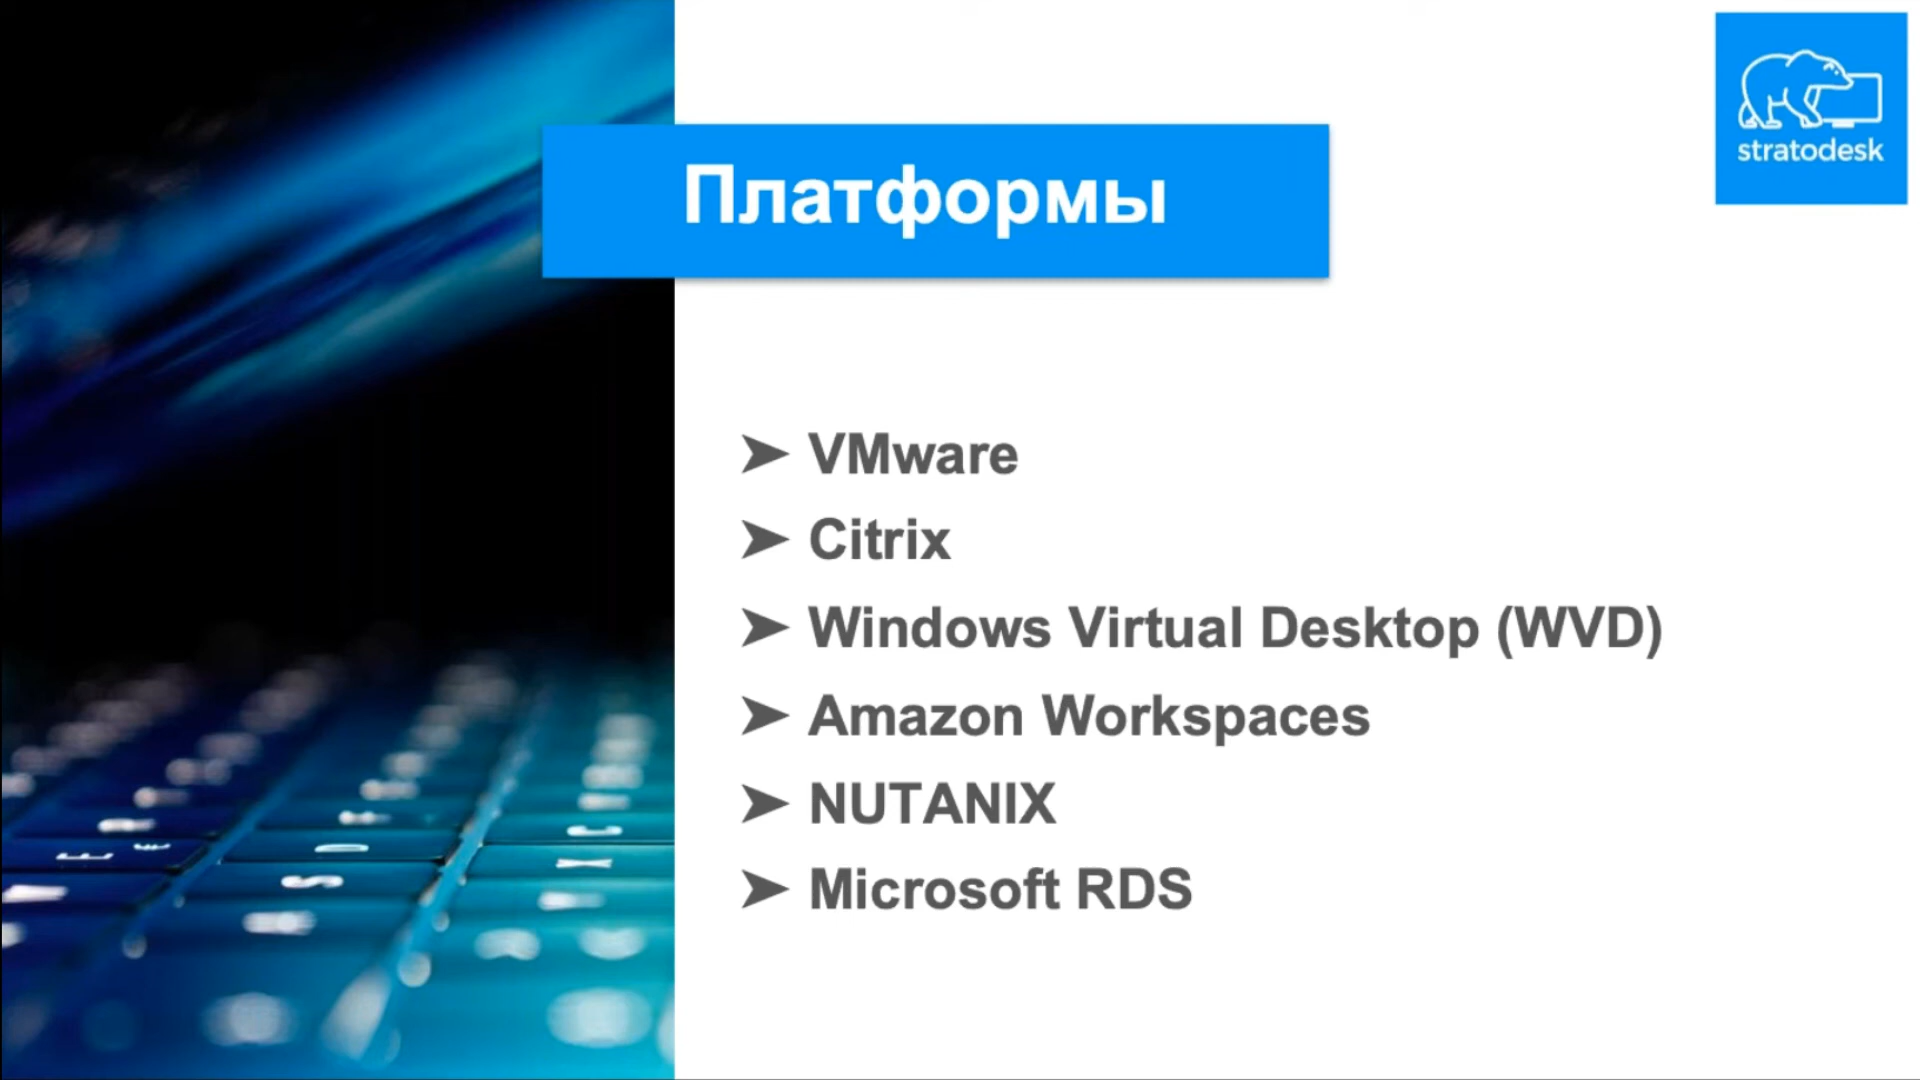 stratodesk
Платформы
➤ VMware
➤ Citrix
➤ Windows Virtual Desktop (WVD)
➤ Amazon Workspaces
➤ NUTANIX
➤ Microsoft RDS
E €
D
S
C
X